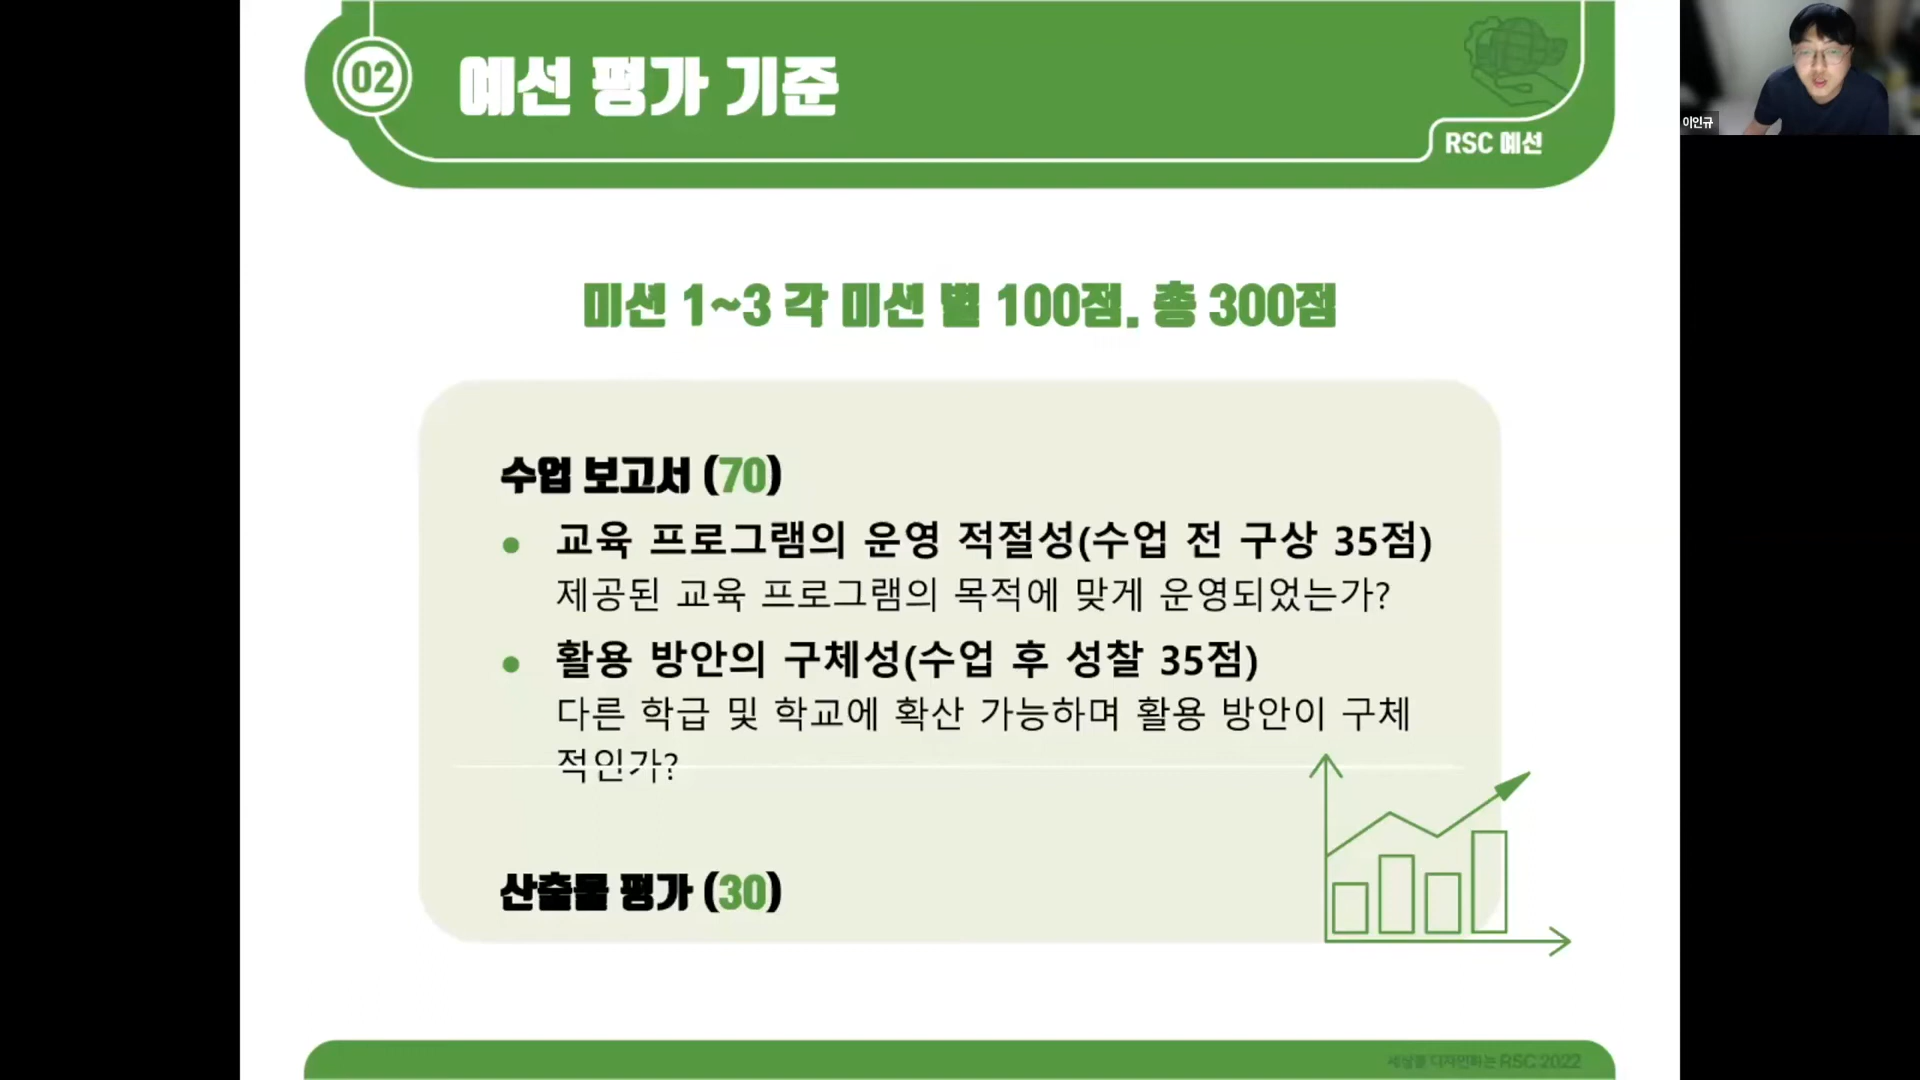 02
예선 평가 기준
RSC 예선
이인규
미션 1~3 각 미션 별 100점, 총 300점
수업 보고서 (70)
교육 프로그램의 운영 적절성(수업 전 구상 35점)
제공된 교육 프로그램의 목적에 맞게 운영되었는가?
활용 방안의 구체성(수업 후 성찰 35점)
다른 학급 및 학교에 확산 가능하며 활용 방안이 구체
적인가?
산출물 평가 (30)
세상을 디자인하는 RSC 2022